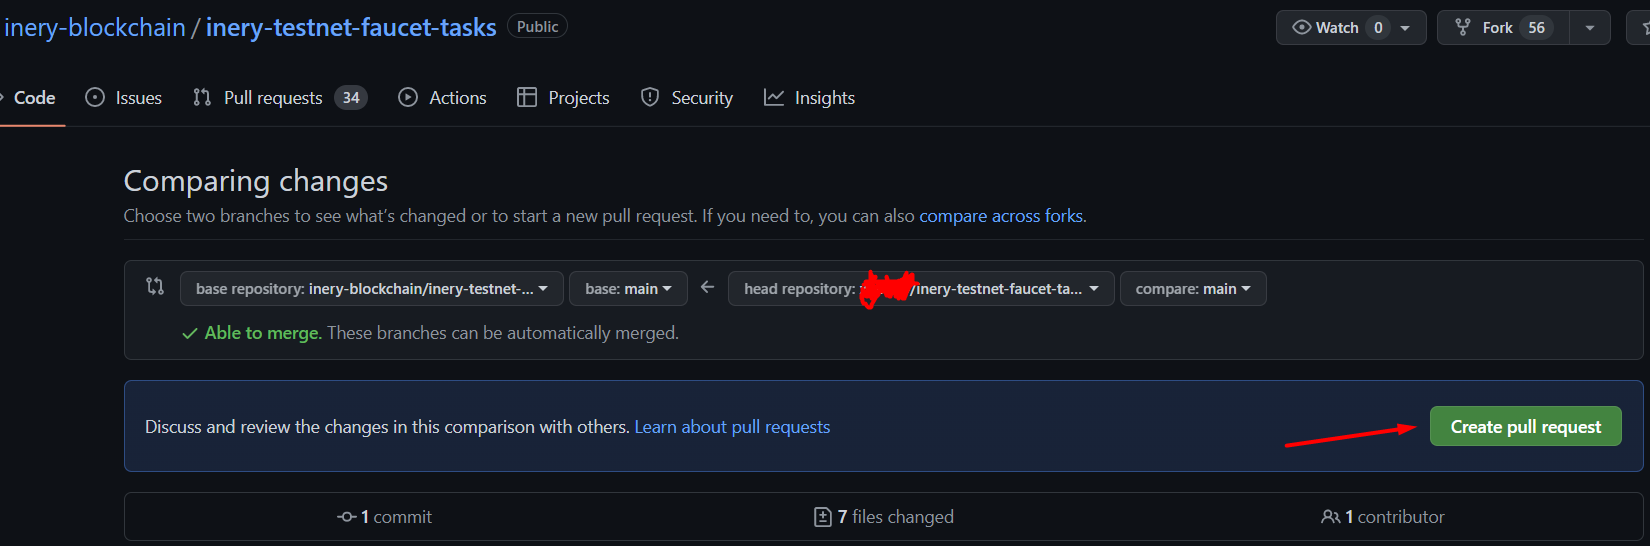 inery-blockchain / inery-testnet-faucet-tasks Public Watch 0 Fork 56
Code Issues Pull requests 34 Actions Projects Security Insights
Comparing changes
Choose two branches to see what's changed or to start a new pull request. If you need to, you can also compare across forks.
base repository: inery-blockchain/inery-testnet-... base: main head repository: /inery-testnet-faucet-ta... compare: main
Able to merge. These branches can be automatically merged.
Discuss and review the changes in this comparison with others. Learn about pull requests Create pull request
1 commit 7 files changed 1 contributor